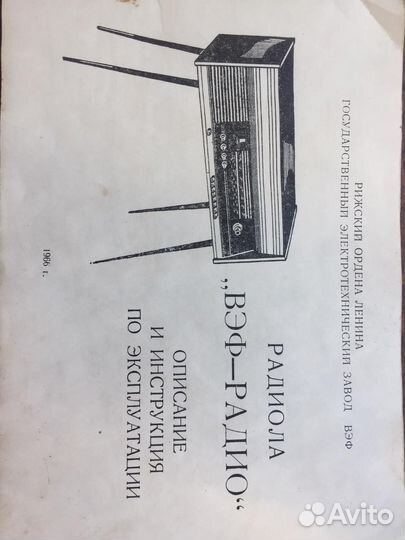 РИЖСКИЙ ОРДЕНА ЛЕНИНА
ГОСУДАРСТВЕННЫЙ ЭЛЕКТРОТЕХНИЧЕСКИЙ ЗАВОД ВЭФ
РАДИОЛА
„ВЭФ—РАДИО“
ОПИСАНИЕ
И ИНСТРУКЦИЯ
ПО ЭКСПЛУАТАЦИИ
1966 г.
Avito